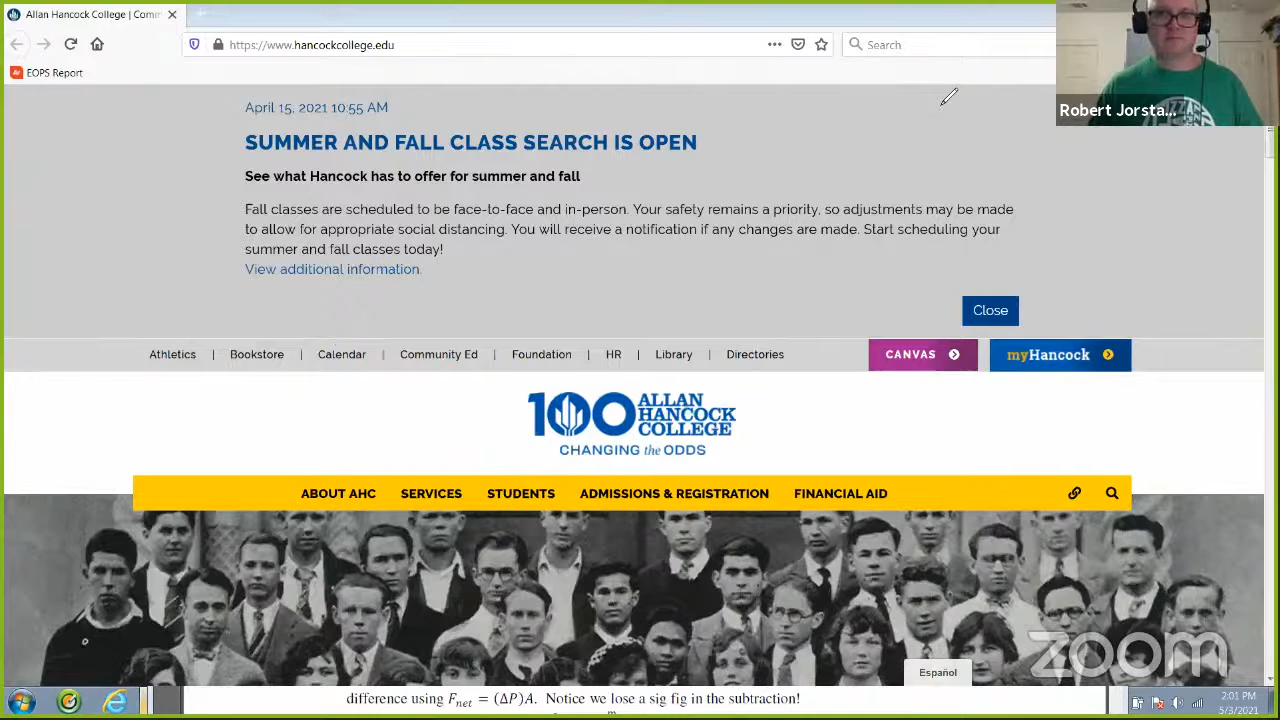 Allan Hancock College | Comm
https://www.hancockcollege.edu
Search
EOPS Report
Robert Jorsta...
April 15, 2021 10:55 AM
SUMMER AND FALL CLASS SEARCH IS OPEN
See what Hancock has to offer for summer and fall
Fall classes are scheduled to be face-to-face and in-person. Your safety remains a priority, so adjustments may be made
to allow for appropriate social distancing. You will receive a notification if any changes are made. Start scheduling your
summer and fall classes today!
View additional information.
Close
Athletics | Bookstore | Calendar | Community Ed | Foundation | HR | Library | Directories
CANVAS
myHancock
100 ALLAN
HANCOCK
COLLEGE
CHANGING the ODDS
ABOUT AHC SERVICES STUDENTS ADMISSIONS & REGISTRATION FINANCIAL AID
zoom
Español
difference using F_net = (ΔP)A. Notice we lose a sig fig in the subtraction!
2:01 PM
5/3/2021